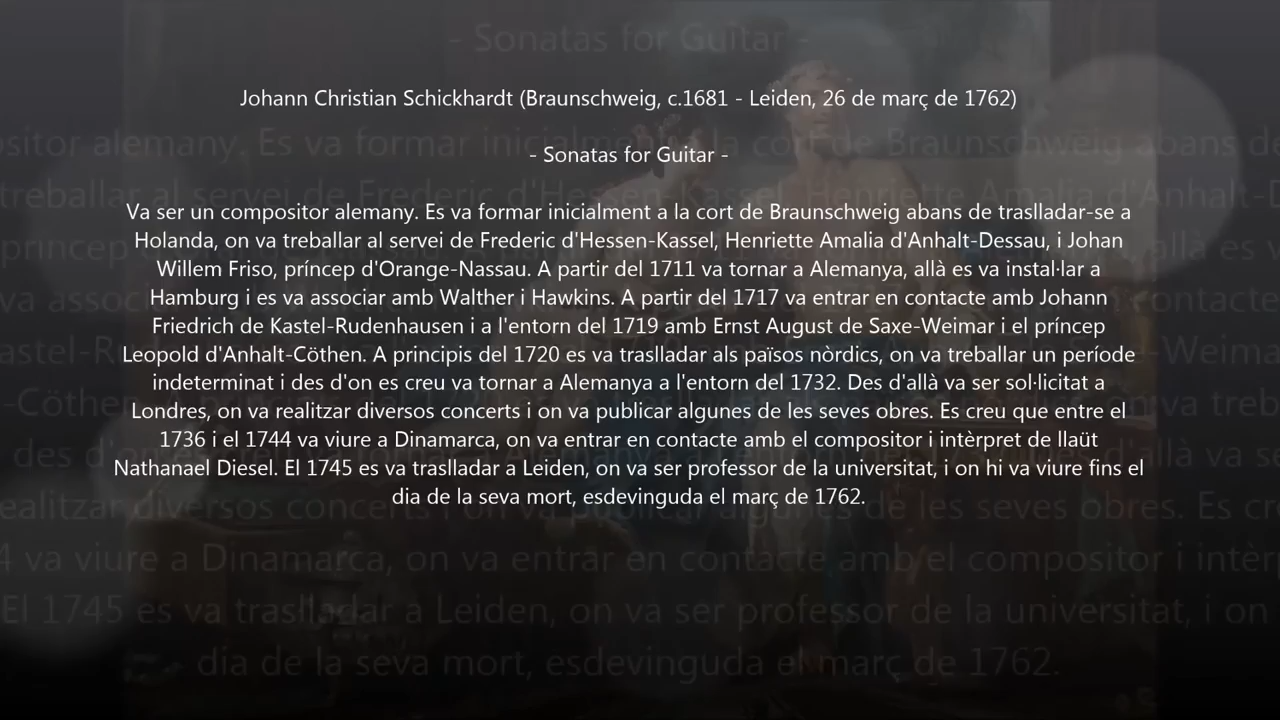 Johann Christian Schickhardt (Braunschweig, c.1681 - Leiden, 26 de març de 1762)
- Sonatas for Guitar -
Va ser un compositor alemany. Es va formar inicialment a la cort de Braunschweig abans de traslladar-se a
Holanda, on va treballar al servei de Frederic d'Hessen-Kassel, Henriette Amalia d'Anhalt-Dessau, i Johan
Willem Friso, príncep d'Orange-Nassau. A partir del 1711 va tornar a Alemanya, allà es va instal·lar a
Hamburg i es va associar amb Walther i Hawkins. A partir del 1717 va entrar en contacte amb Johann
Friedrich de Kastel-Rudenhausen i a l'entorn del 1719 amb Ernst August de Saxe-Weimar i el príncep
Leopold d'Anhalt-Cöthen. A principis del 1720 es va traslladar als països nòrdics, on va treballar un període
indeterminat i des d'on es creu va tornar a Alemanya a l'entorn del 1732. Des d'allà va ser sol·licitat a
Londres, on va realitzar diversos concerts i on va publicar algunes de les seves obres. Es creu que entre el
1736 i el 1744 va viure a Dinamarca, on va entrar en contacte amb el compositor i intèrpret de llaüt
Nathanael Diesel. El 1745 es va traslladar a Leiden, on va ser professor de la universitat, i on hi va viure fins el
dia de la seva mort, esdevinguda el març de 1762.